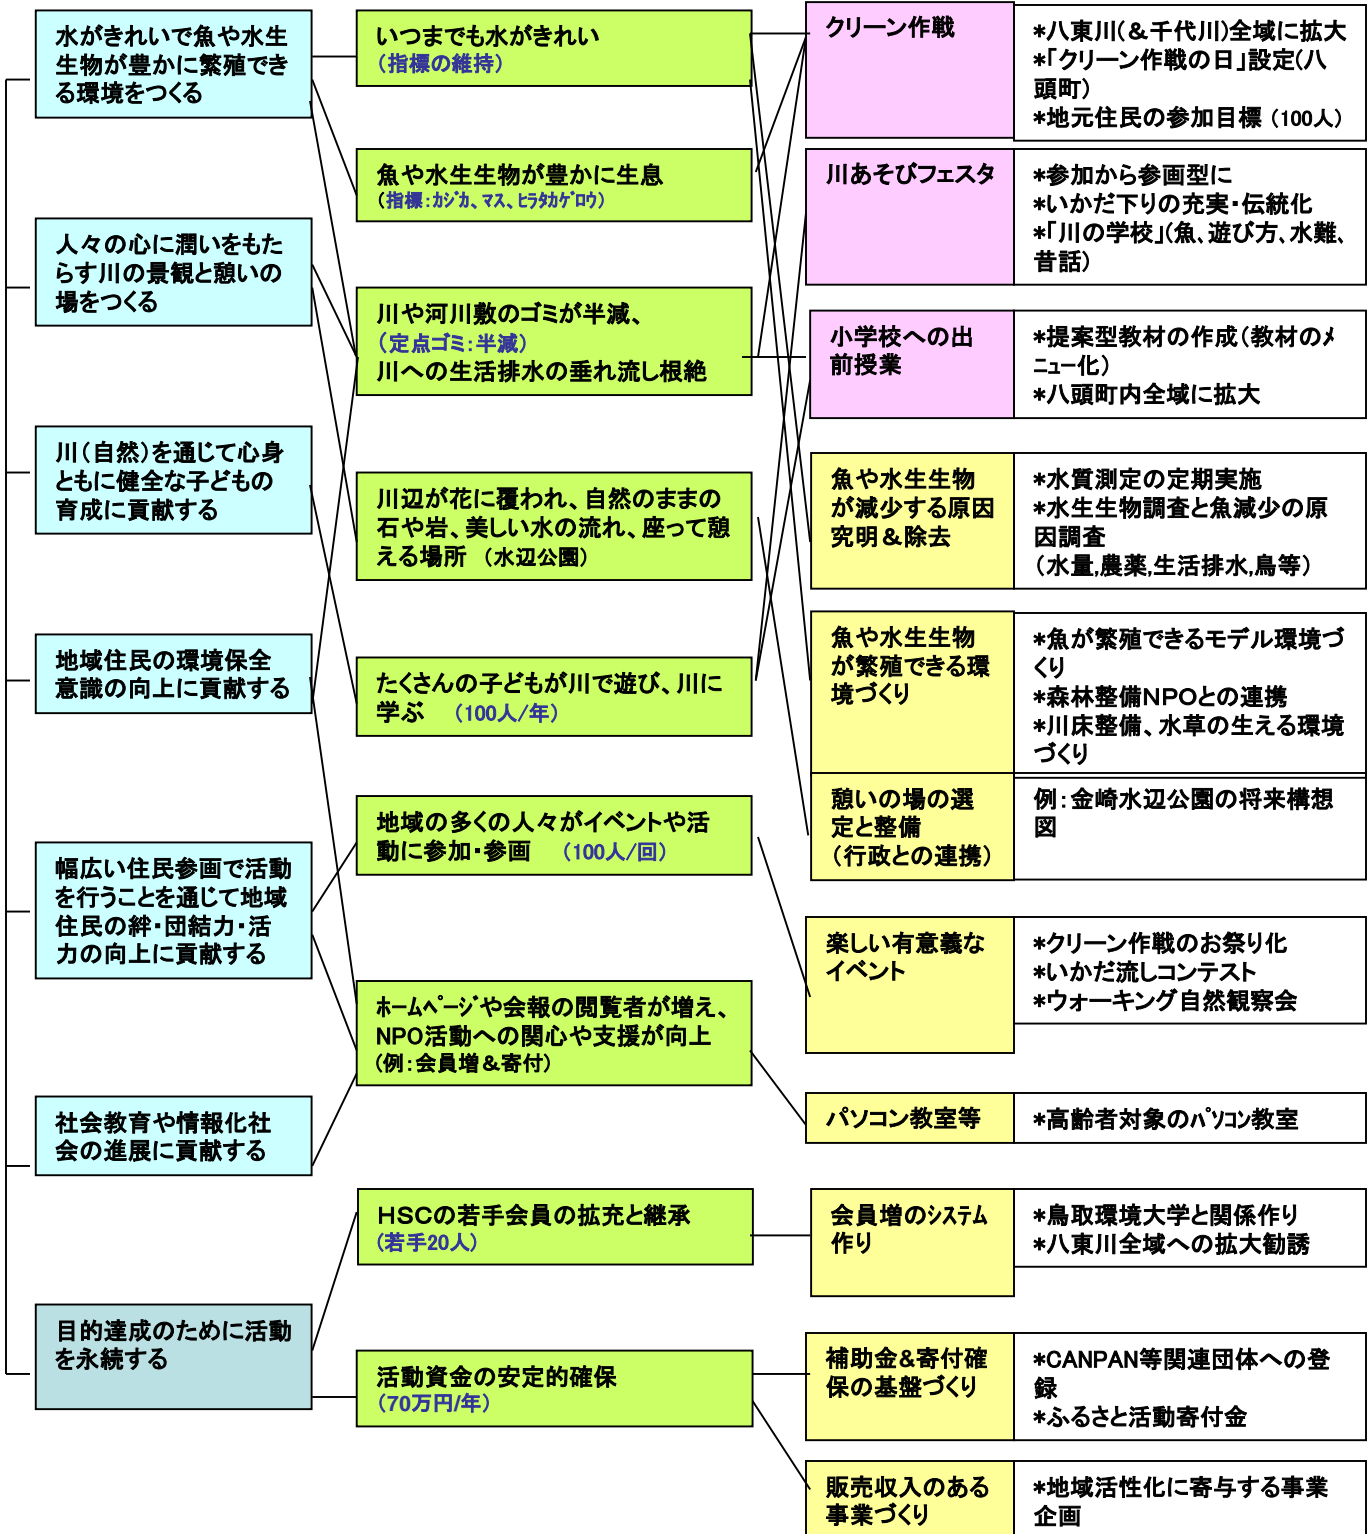 水がきれいで魚や水生
生物が豊かに繁殖でき
る環境をつくる
人々の心に潤いをもた
らす川の景観と憩いの
場をつくる
川(自然)を通じて心身
ともに健全な子どもの
育成に貢献する
地域住民の環境保全
意識の向上に貢献する
幅広い住民参画で活動
を行うことを通じて地域
住民の絆・団結力・活
力の向上に貢献する
社会教育や情報化社
会の進展に貢献する
目的達成のために活動
を永続する
いつまでも水がきれい
(指標の維持)
魚や水生生物が豊かに生息
(指標:カジカ、マス、ヒラタカゲロウ)
川や河川敷のゴミが半減、
(定点ゴミ:半減)
川への生活排水の垂れ流し根絶
川辺が花に覆われ、自然のままの
石や岩、美しい水の流れ、座って憩
える場所 (水辺公園)
たくさんの子どもが川で遊び、川に
学ぶ (100人/年)
地域の多くの人々がイベントや活
動に参加・参画 (100人/回)
ホームページや会報の閲覧者が増え、
NPO活動への関心や支援が向上
(例:会員増&寄付)
HSCの若手会員の拡充と継承
(若手20人)
活動資金の安定的確保
(70万円/年)
クリーン作戦
*八東川(&千代川)全域に拡大
*「クリーン作戦の日」設定(八
頭町)
*地元住民の参加目標 (100人)
川あそびフェスタ
*参加から参画型に
*いかだ下りの充実・伝統化
*「川の学校」(魚、遊び方、水難、
昔話)
小学校への出
前授業
*提案型教材の作成(教材のメ
ニュー化)
*八頭町内全域に拡大
魚や水生生物
が減少する原因
究明&除去
*水質測定の定期実施
*水生生物調査と魚減少の原
因調査
(水量,農薬,生活排水,鳥等)
魚や水生生物
が繁殖できる環
境づくり
*魚が繁殖できるモデル環境づ
くり
*森林整備NPOとの連携
*川床整備、水草の生える環境
づくり
憩いの場の選
定と整備
(行政との連携)
例:金崎水辺公園の将来構想
図
楽しい有意義な
イベント
*クリーン作戦のお祭り化
*いかだ流しコンテスト
*ウォーキング自然観察会
パソコン教室等
*高齢者対象のパソコン教室
会員増のシステム
作り
*鳥取環境大学と関係作り
*八東川全域への拡大勧誘
補助金&寄付確
保の基盤づくり
*CANPAN等関連団体への登
録
*ふるさと活動寄付金
販売収入のある
事業づくり
*地域活性化に寄与する事業
企画